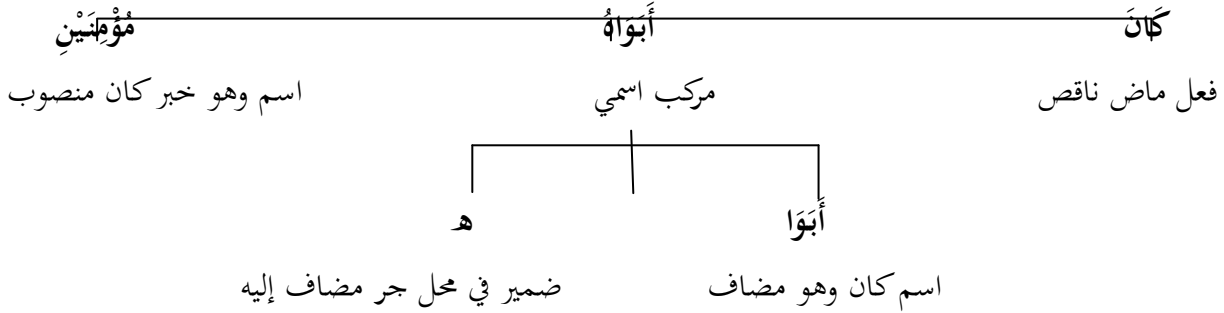 كَانَ أَبَوَاهُ مُؤْمِنَيْنِ
فعل ماض ناقص مركب اسمي اسم وهو خبر كان منصوب
أَبَوَا ه
اسم كان وهو مضاف ضمير في محل جر مضاف إليه